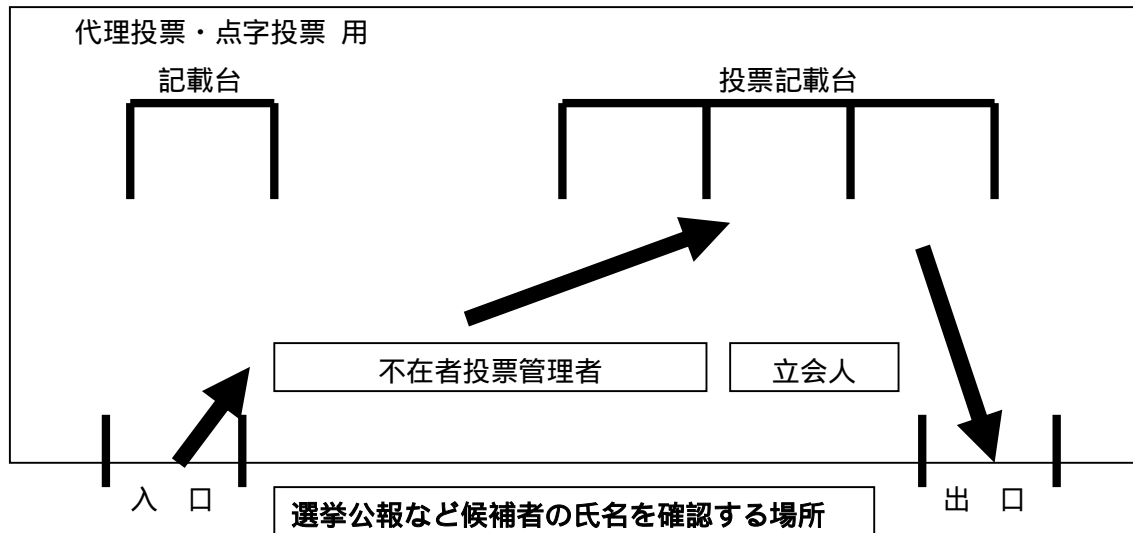 代理投票・点字投票 用
記載台
投票記載台
不在者投票管理者
立会人
入 口
出 口
選挙公報など候補者の氏名を確認する場所